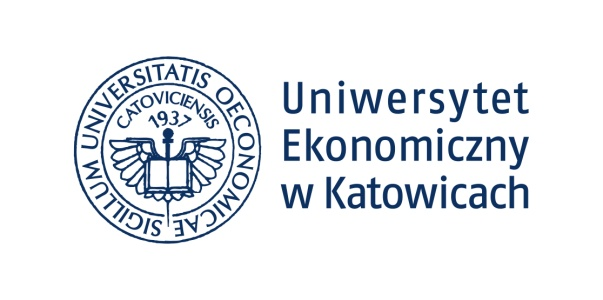 SIGILLUM UNIVERSITATIS OECONOMICAE
CATOVICIENSIS
1937
Uniwersytet
Ekonomiczny
w Katowicach